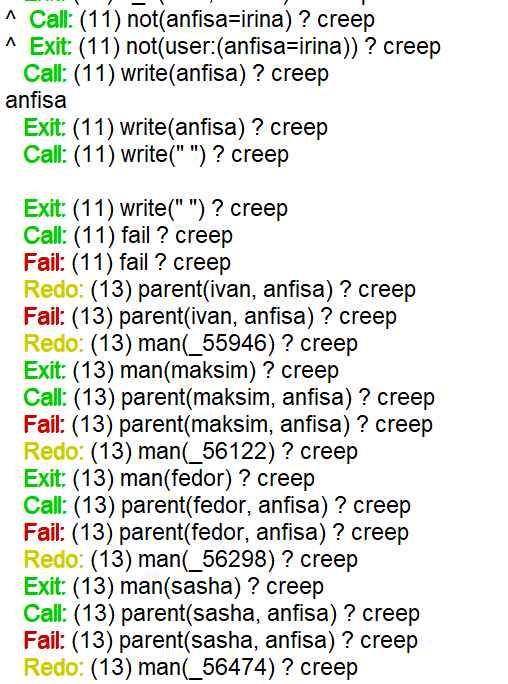 ^ Call: (11) not(anfisa=irina) ? creep
^ Exit: (11) not(user:(anfisa=irina)) ? creep
Call: (11) write(anfisa) ? creep
anfisa
Exit: (11) write(anfisa) ? creep
Call: (11) write(" ") ? creep
Exit: (11) write(" ") ? creep
Call: (11) fail ? creep
Fail: (11) fail ? creep
Redo: (13) parent(ivan, anfisa) ? creep
Fail: (13) parent(ivan, anfisa) ? creep
Redo: (13) man(_55946) ? creep
Exit: (13) man(maksim) ? creep
Call: (13) parent(maksim, anfisa) ? creep
Fail: (13) parent(maksim, anfisa) ? creep
Redo: (13) man(_56122) ? creep
Exit: (13) man(fedor) ? creep
Call: (13) parent(fedor, anfisa) ? creep
Fail: (13) parent(fedor, anfisa) ? creep
Redo: (13) man(_56298) ? creep
Exit: (13) man(sasha) ? creep
Call: (13) parent(sasha, anfisa) ? creep
Fail: (13) parent(sasha, anfisa) ? creep
Redo: (13) man(_56474) ? creep